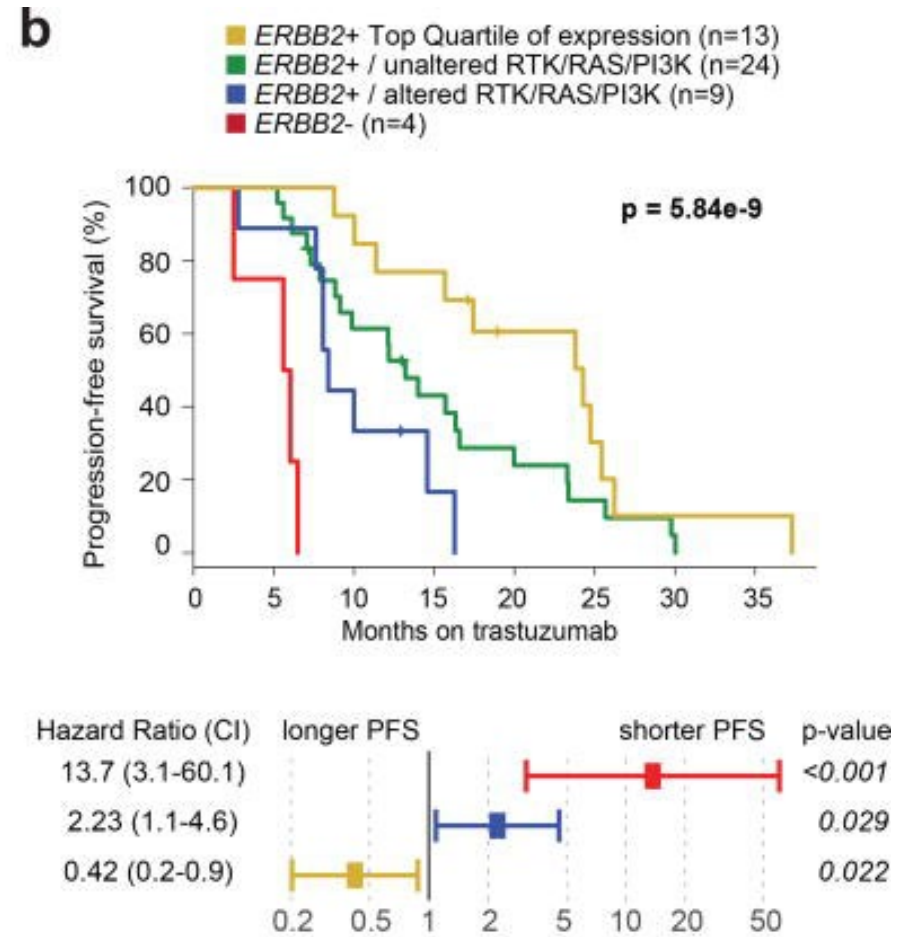 b
ERBB2+ Top Quartile of expression (n=13)
ERBB2+ / unaltered RTK/RAS/PI3K (n=24)
ERBB2+ / altered RTK/RAS/PI3K (n=9)
ERBB2- (n=4)
p = 5.84e-9
Progression-free survival (%)
100
80
60
40
20
0
0 5 10 15 20 25 30 35
Months on trastuzumab
Hazard Ratio (CI) longer PFS shorter PFS p-value
13.7 (3.1-60.1) <0.001
2.23 (1.1-4.6) 0.029
0.42 (0.2-0.9) 0.022
0.2 0.5 1 2 5 10 20 50